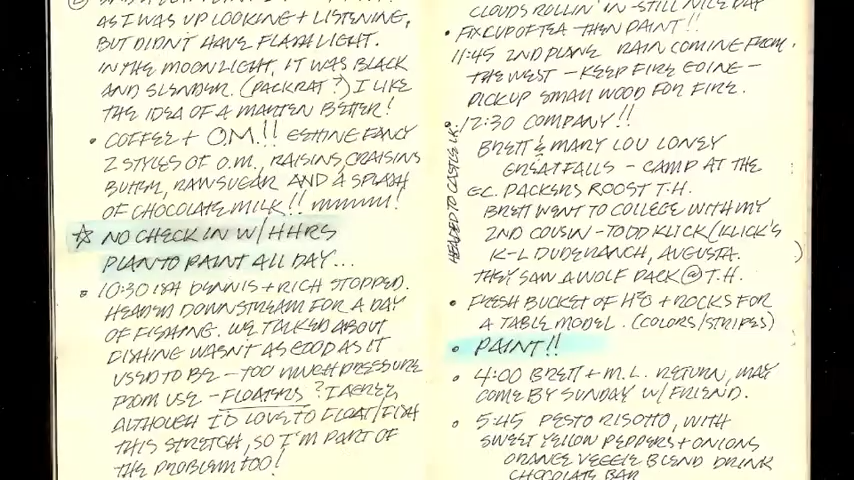 AS I WAS UP LOOKING + LISTENING,
BUT DIDN'T HAVE FLASHLIGHT.
IN THE MOONLIGHT, IT WAS BLACK
AND SLENDER. (PACKRAT?) I LIKE
THE IDEA OF A MARTEN BETTER!
• COFFEE + O.M.!! GETTING FANCY
2 STYLES OF O.M., RAISINS, CRAISINS
BUTTER, RAW SUGAR AND A SPLASH
OF CHOCOLATE MILK!! mmmm!
☆ NO CHECK IN W/ HHRS
PLAN TO PAINT ALL DAY...
10:30 ISH DENNIS + RICH STOPPED.
HEADED DOWNSTREAM FOR A DAY
OF FISHING. WE TALKED ABOUT
FISHING WASN'T AS GOOD AS IT
USED TO BE - TOO MUCH PRESSURE
FROM USE - FLOATERS? I AGREE,
ALTHOUGH I'D LOVE TO FLOAT/FISH
THIS STRETCH, SO I'M PART OF
THE PROBLEM TOO!
CLOUDS ROLLIN' IN - STILL NICE DAY
• FIX CUP OF TEA - THEN PAINT!!
11:45 2ND PLANE RAIN COMING FROM
THE WEST - KEEP FIRE GOING -
PICK UP SMALL WOOD FOR FIRE.
• 12:30 COMPANY!!
BRETT & MARY LOU LONEY
GREAT FALLS - CAMP AT THE
G.C. PACKERS ROOST T.H.
BRETT WENT TO COLLEGE WITH MY
2ND COUSIN - TODD KLICK (KLICK'S
K-L DUDE RANCH, AUGUSTA. )
THEY SAW A WOLF PACK @ T.H.
HEADED TO CASTLE LK.
• FRESH BUCKET OF H2O + ROCKS FOR
A TABLE MODEL. (COLORS/STRIPES)
• PAINT!!
• 4:00 BRETT + M.L. RETURN, MAY
COME BY SUNDAY W/ FRIEND.
• 5:45 PESTO RISOTTO, WITH
SWEET YELLOW PEPPERS + ONIONS
ORANGE VEGGIE BLEND DRINK
CHOCOLATE BAR